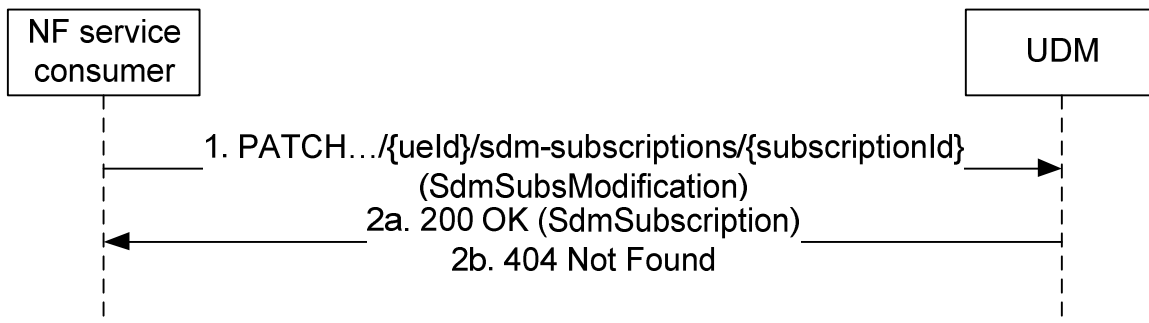 NF service
consumer
UDM
1. PATCH…/{ueId}/sdm-subscriptions/{subscriptionId}
(SdmSubsModification)
2a. 200 OK (SdmSubscription)
2b. 404 Not Found